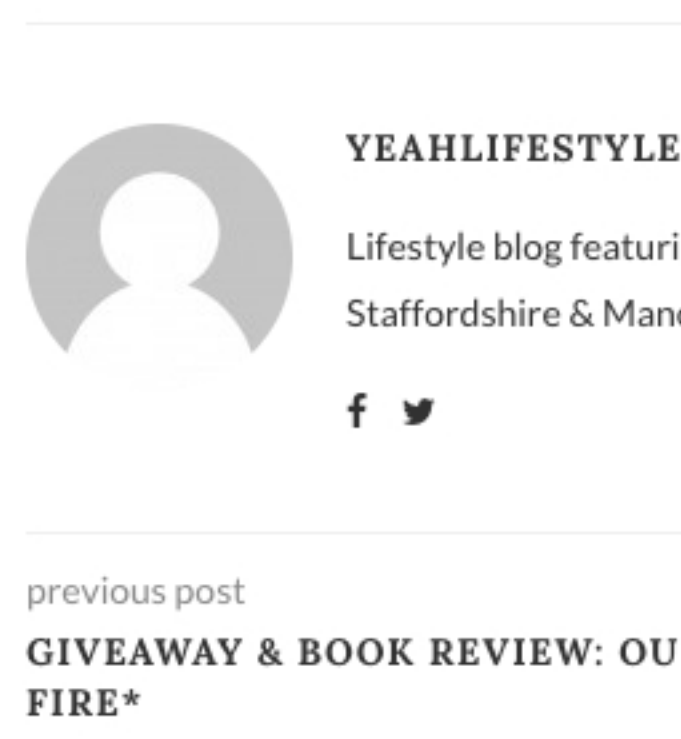 YEAHLIFESTYLE
Lifestyle blog featuri
Staffordshire & Manc
previous post
GIVEAWAY & BOOK REVIEW: OU
FIRE*